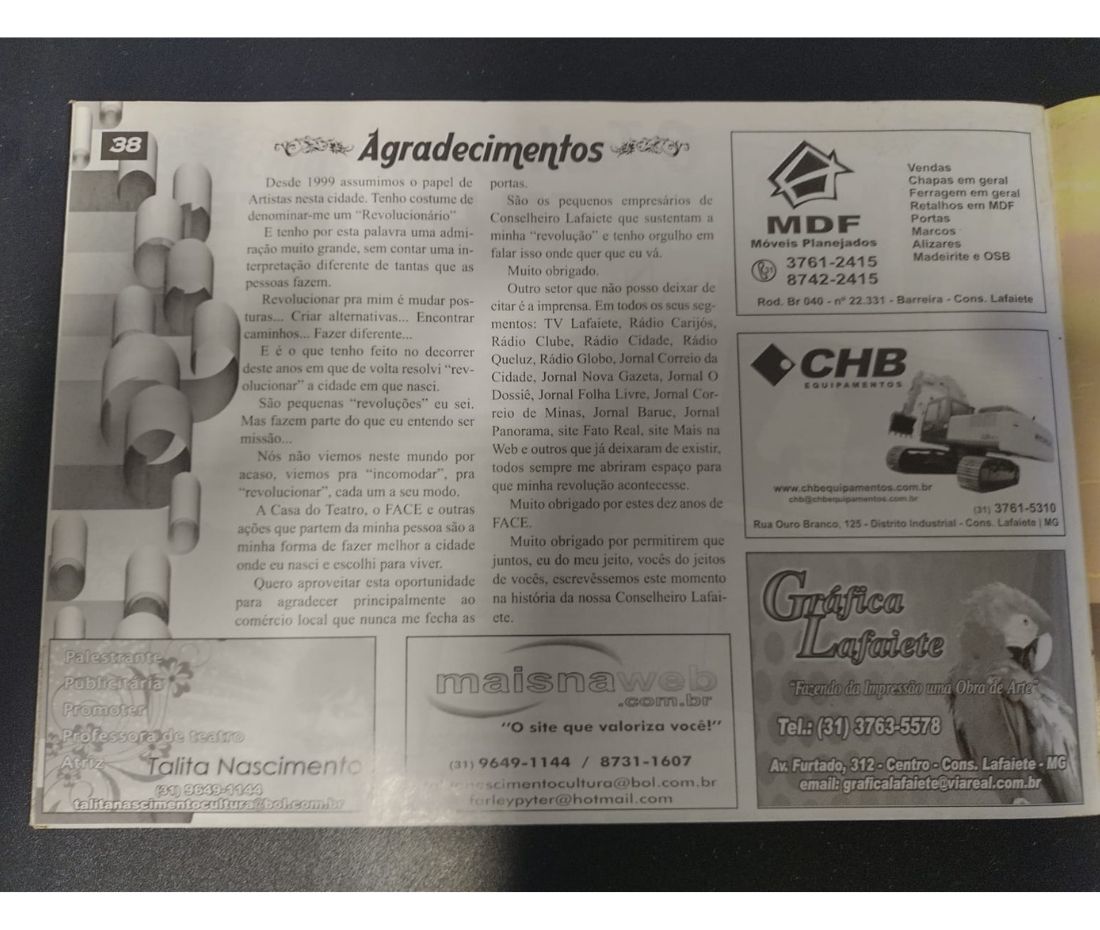 38
Agradecimentos
Desde 1999 assumimos o papel de
Artistas nesta cidade. Tenho costume de
denominar-me um “Revolucionário”
E tenho por esta palavra uma admi-
ração muito grande, sem contar uma in-
terpretação diferente de tantas que as
pessoas fazem.
Revolucionar pra mim é mudar pos-
turas... Criar alternativas... Encontrar
caminhos... Fazer diferente...
E é o que tenho feito no decorrer
deste anos em que de volta resolvi “rev-
olucionar” a cidade em que nasci.
São pequenas “revoluções” eu sei.
Mas fazem parte do que eu entendo ser
missão...
Nós não viemos neste mundo por
acaso, viemos pra “incomodar”, pra
“revolucionar”, cada um a seu modo.
A Casa do Teatro, o FACE e outras
ações que partem da minha pessoa são a
minha forma de fazer melhor a cidade
onde eu nasci e escolhi para viver.
Quero aproveitar esta oportunidade
para agradecer principalmente ao
comércio local que nunca me fecha as
portas.
São os pequenos empresários de
Conselheiro Lafaiete que sustentam a
minha “revolução” e tenho orgulho em
falar isso onde quer que eu vá.
Muito obrigado.
Outro setor que não posso deixar de
citar é a imprensa. Em todos os seus seg-
mentos: TV Lafaiete, Rádio Carijós,
Rádio Clube, Rádio Cidade, Rádio
Queluz, Rádio Globo, Jornal Correio da
Cidade, Jornal Nova Gazeta, Jornal O
Dossiê, Jornal Folha Livre, Jornal Cor-
reio de Minas, Jornal Baruc, Jornal
Panorama, site Fato Real, site Mais na
Web e outros que já deixaram de existir,
todos sempre me abriram espaço para
que minha revolução acontecesse.
Muito obrigado por estes dez anos de
FACE.
Muito obrigado por permitirem que
juntos, eu do meu jeito, vocês do jeitos
de vocês, escrevêssemos este momento
na história da nossa Conselheiro Lafai-
ete.
MDF
Móveis Planejados
31 3761-2415
8742-2415
Vendas
Chapas em geral
Ferragem em geral
Retalhos em MDF
Portas
Marcos
Alizares
Madeirite e OSB
Rod. Br 040 - nº 22.331 - Barreira - Cons. Lafaiete
CHB
EQUIPAMENTOS
www.chbequipamentos.com.br
chb@chbequipamentos.com.br
(31) 3761-5310
Rua Ouro Branco, 125 - Distrito Industrial - Cons. Lafaiete | MG
Gráfica
Lafaiete
“Fazendo da Impressão uma Obra de Arte”
Tel.: (31) 3763-5578
Av. Furtado, 312 - Centro - Cons. Lafaiete - MG
email: graficalafaiete@viareal.com.br
Palestrante
Publicitária
Promoter
Professora de teatro
Atriz
Talita Nascimento
(31) 9649-1144
talitanascimentocultura@bol.com.br
maisnaweb
.com.br
“O site que valoriza você!”
(31) 9649-1144 / 8731-1607
nascimentocultura@bol.com.br
farleypyter@hotmail.com